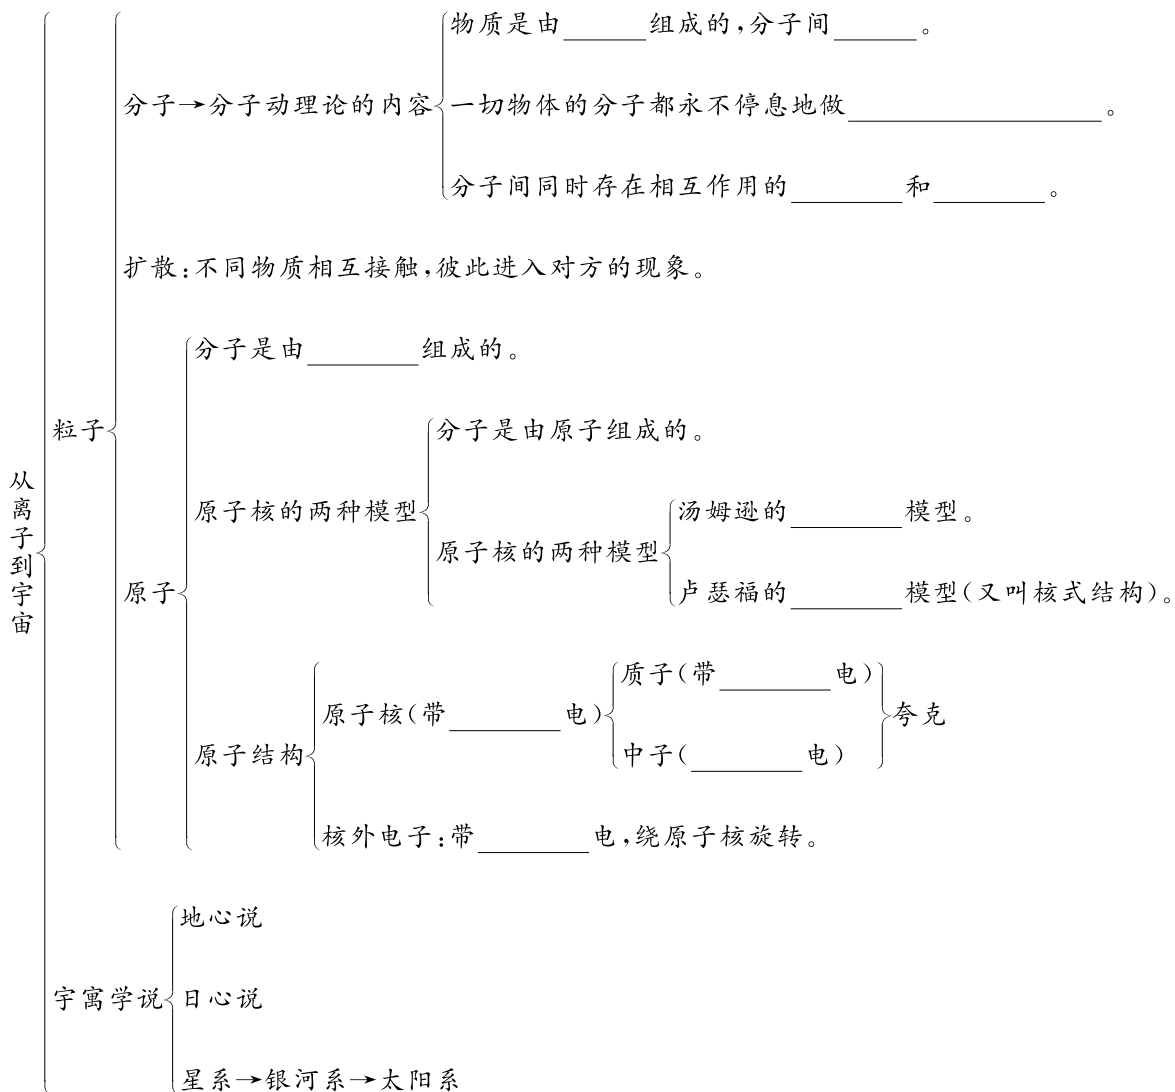 物质是由______组成的,分子间______。
分子→分子动理论的内容
一切物体的分子都永不停息地做__________________。
分子间同时存在相互作用的________和________。
扩散:不同物质相互接触,彼此进入对方的现象。
分子是由________组成的。
粒子
分子是由原子组成的。
从离子到宇宙
原子核的两种模型
汤姆逊的________模型。
原子核的两种模型
原子
卢瑟福的________模型(又叫核式结构)。
质子(带________电)
原子核(带________电)
夸克
原子结构
中子(________电)
核外电子:带________电,绕原子核旋转。
地心说
宇寓学说
日心说
星系→银河系→太阳系